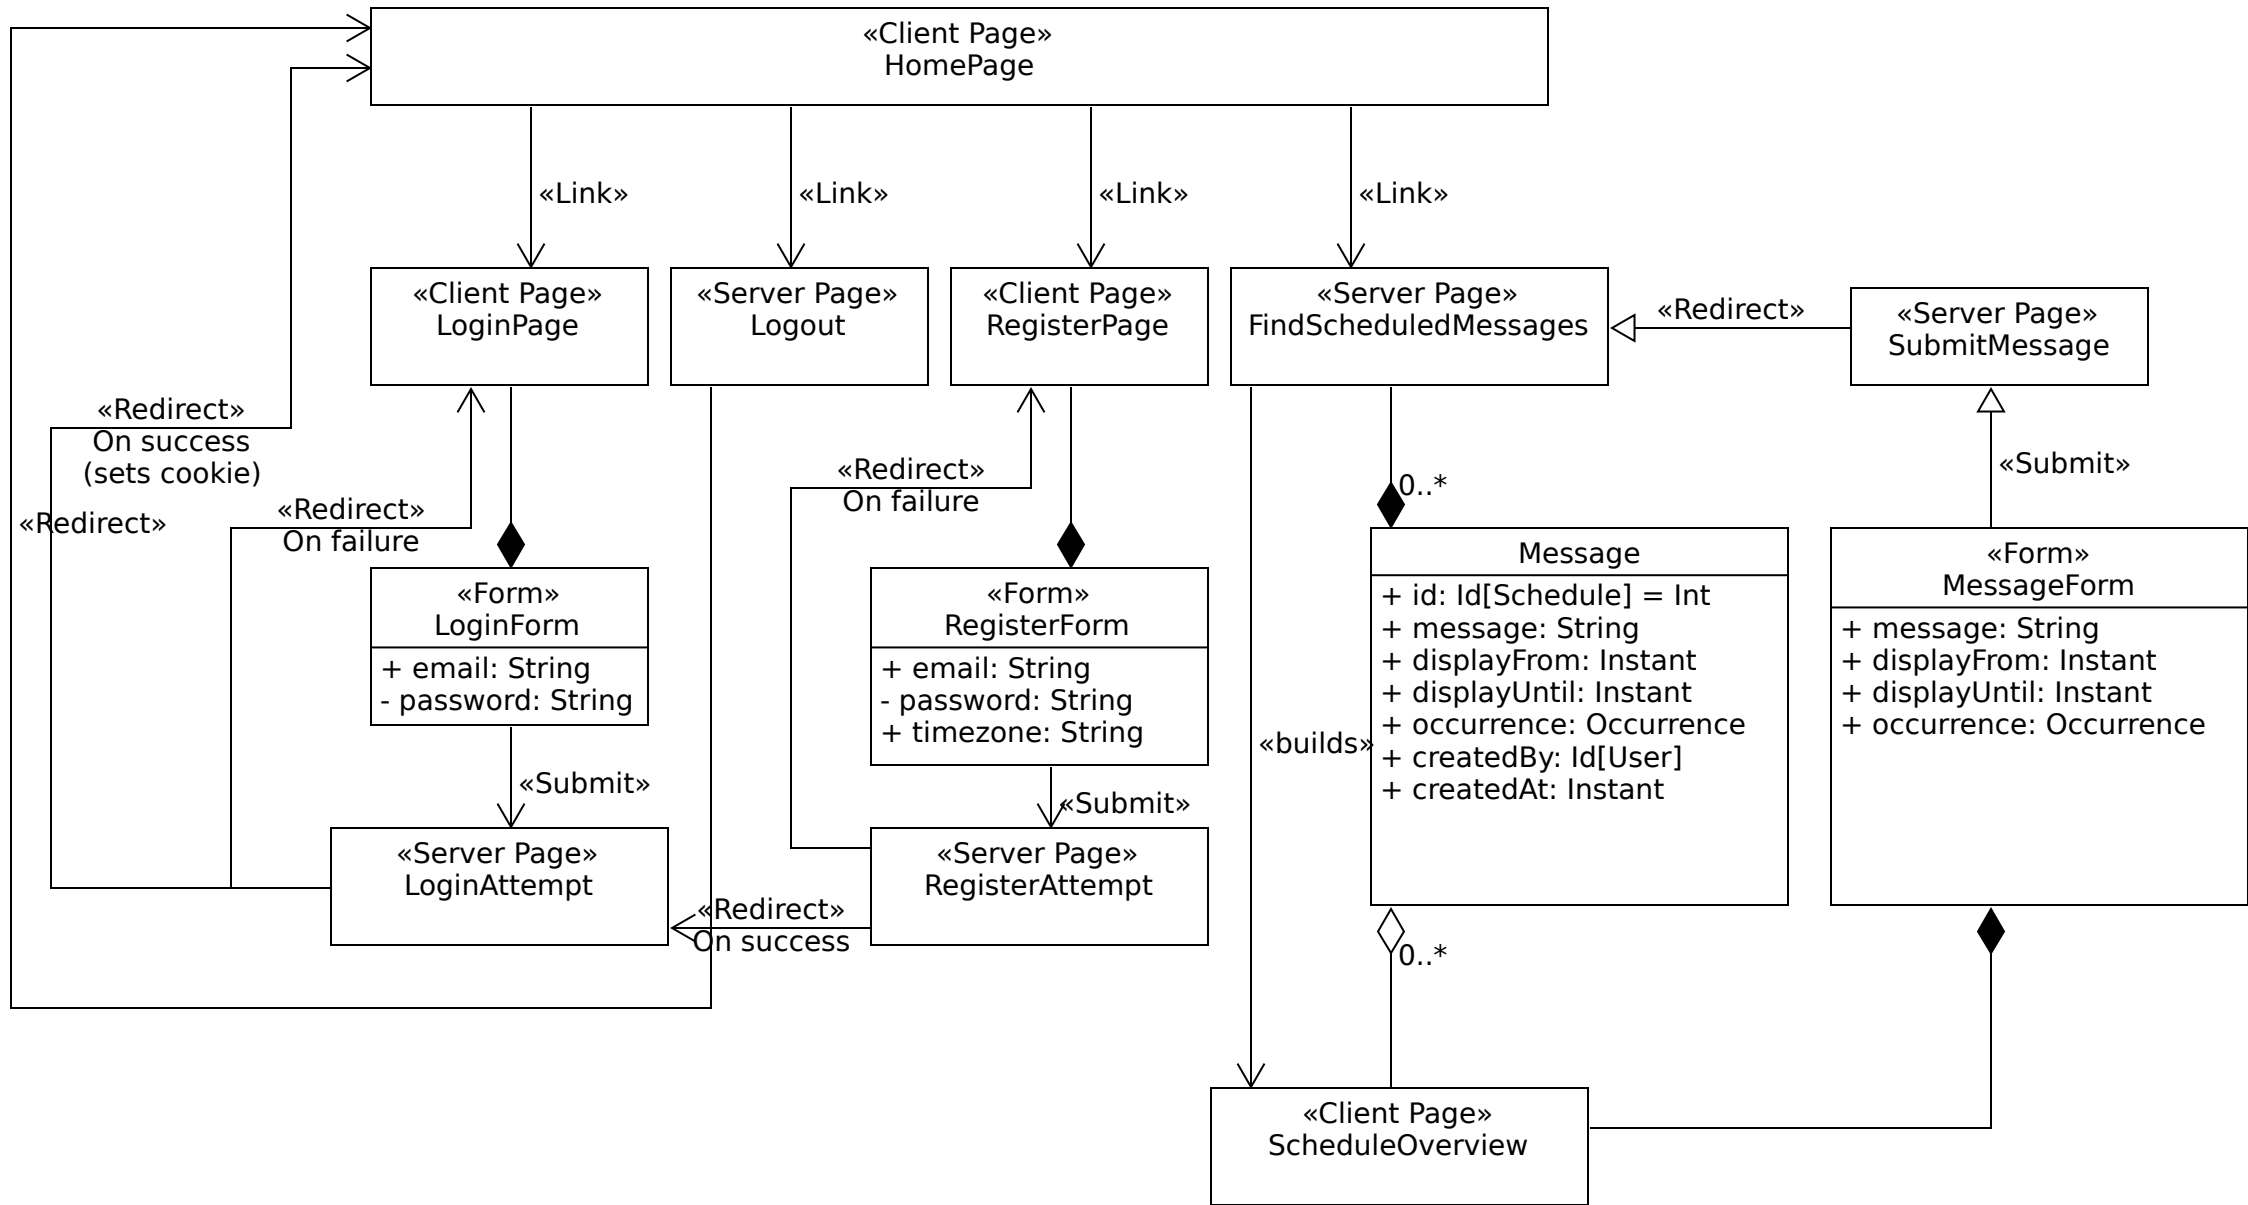 «Client Page»
HomePage
«Link»
«Link»
«Link»
«Link»
«Client Page»
LoginPage
«Server Page»
Logout
«Client Page»
RegisterPage
«Server Page»
FindScheduledMessages
«Redirect»
«Server Page»
SubmitMessage
«Redirect»
On success
(sets cookie)
«Redirect»
«Redirect»
On failure
«Redirect»
On failure
0..*
«Submit»
«Form»
LoginForm
+ email: String
- password: String
«Form»
RegisterForm
+ email: String
- password: String
+ timezone: String
Message
+ id: Id[Schedule] = Int
+ message: String
+ displayFrom: Instant
+ displayUntil: Instant
+ occurrence: Occurrence
+ createdBy: Id[User]
+ createdAt: Instant
«Form»
MessageForm
+ message: String
+ displayFrom: Instant
+ displayUntil: Instant
+ occurrence: Occurrence
«builds»
«Submit»
«Submit»
«Server Page»
LoginAttempt
«Redirect»
On success
«Server Page»
RegisterAttempt
0..*
«Client Page»
ScheduleOverview